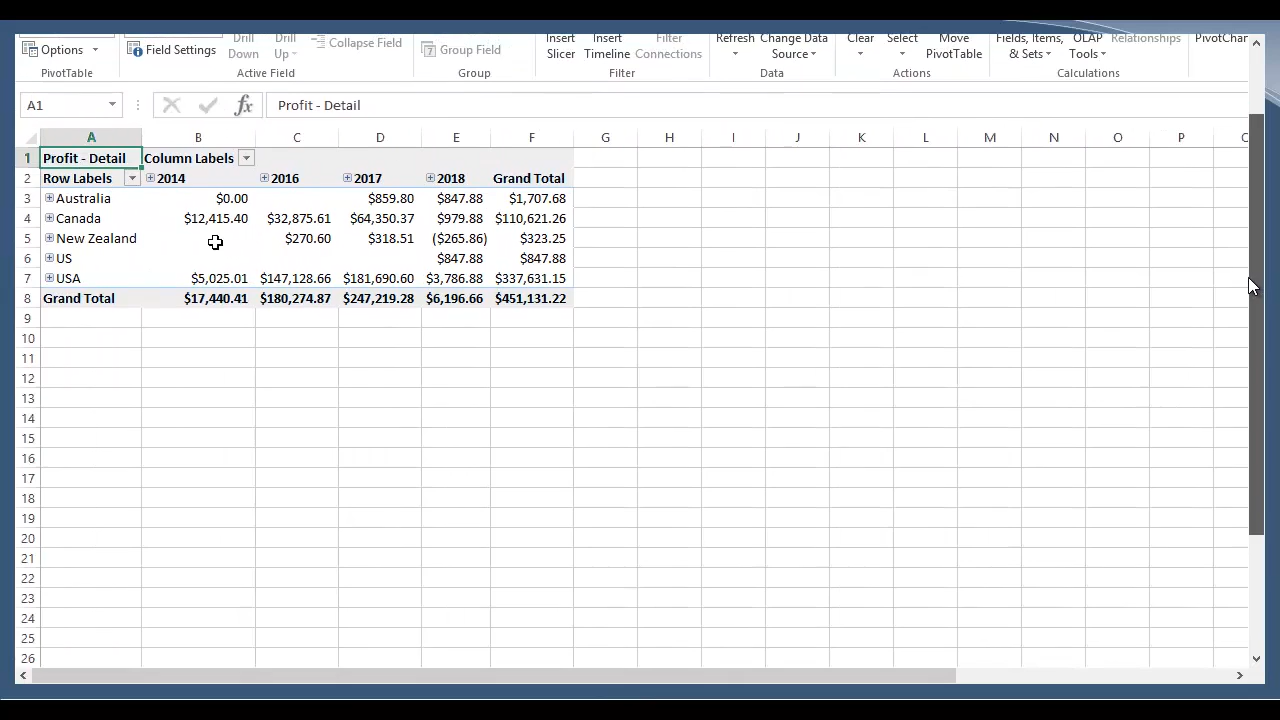 Options Field Settings Drill Down Drill Up Collapse Field Group Field Insert Slicer Insert Timeline Filter Connections Refresh Change Data Source Clear Select Move PivotTable Fields, Items, & Sets OLAP Tools Relationships PivotChar
PivotTable Active Field Group Filter Data Actions Calculations
A1 fx Profit - Detail
A B C D E F G H I J K L M N O P
1 Profit - Detail Column Labels
2 Row Labels 2014 2016 2017 2018 Grand Total
3 Australia $0.00 $859.80 $847.88 $1,707.68
4 Canada $12,415.40 $32,875.61 $64,350.37 $979.88 $110,621.26
5 New Zealand $270.60 $318.51 ($265.86) $323.25
6 US $847.88 $847.88
7 USA $5,025.01 $147,128.66 $181,690.60 $3,786.88 $337,631.15
8 Grand Total $17,440.41 $180,274.87 $247,219.28 $6,196.66 $451,131.22
9
10
11
12
13
14
15
16
17
18
19
20
21
22
23
24
25
26